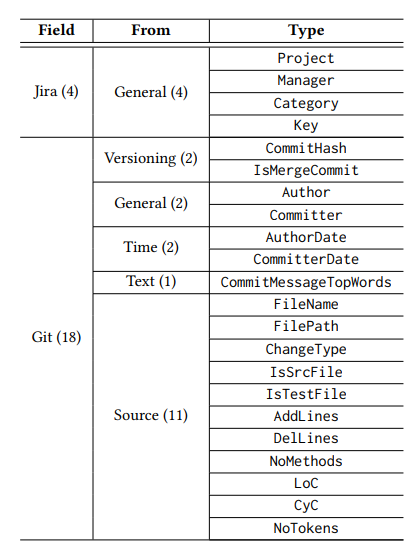 Field From Type
Jira (4) General (4) Project
Manager
Category
Key
Git (18) Versioning (2) CommitHash
IsMergeCommit
General (2) Author
Committer
Time (2) AuthorDate
CommitterDate
Text (1) CommitMessageTopWords
Source (11) FileName
FilePath
ChangeType
IsSrcFile
IsTestFile
AddLines
DelLines
NoMethods
LoC
CyC
NoTokens